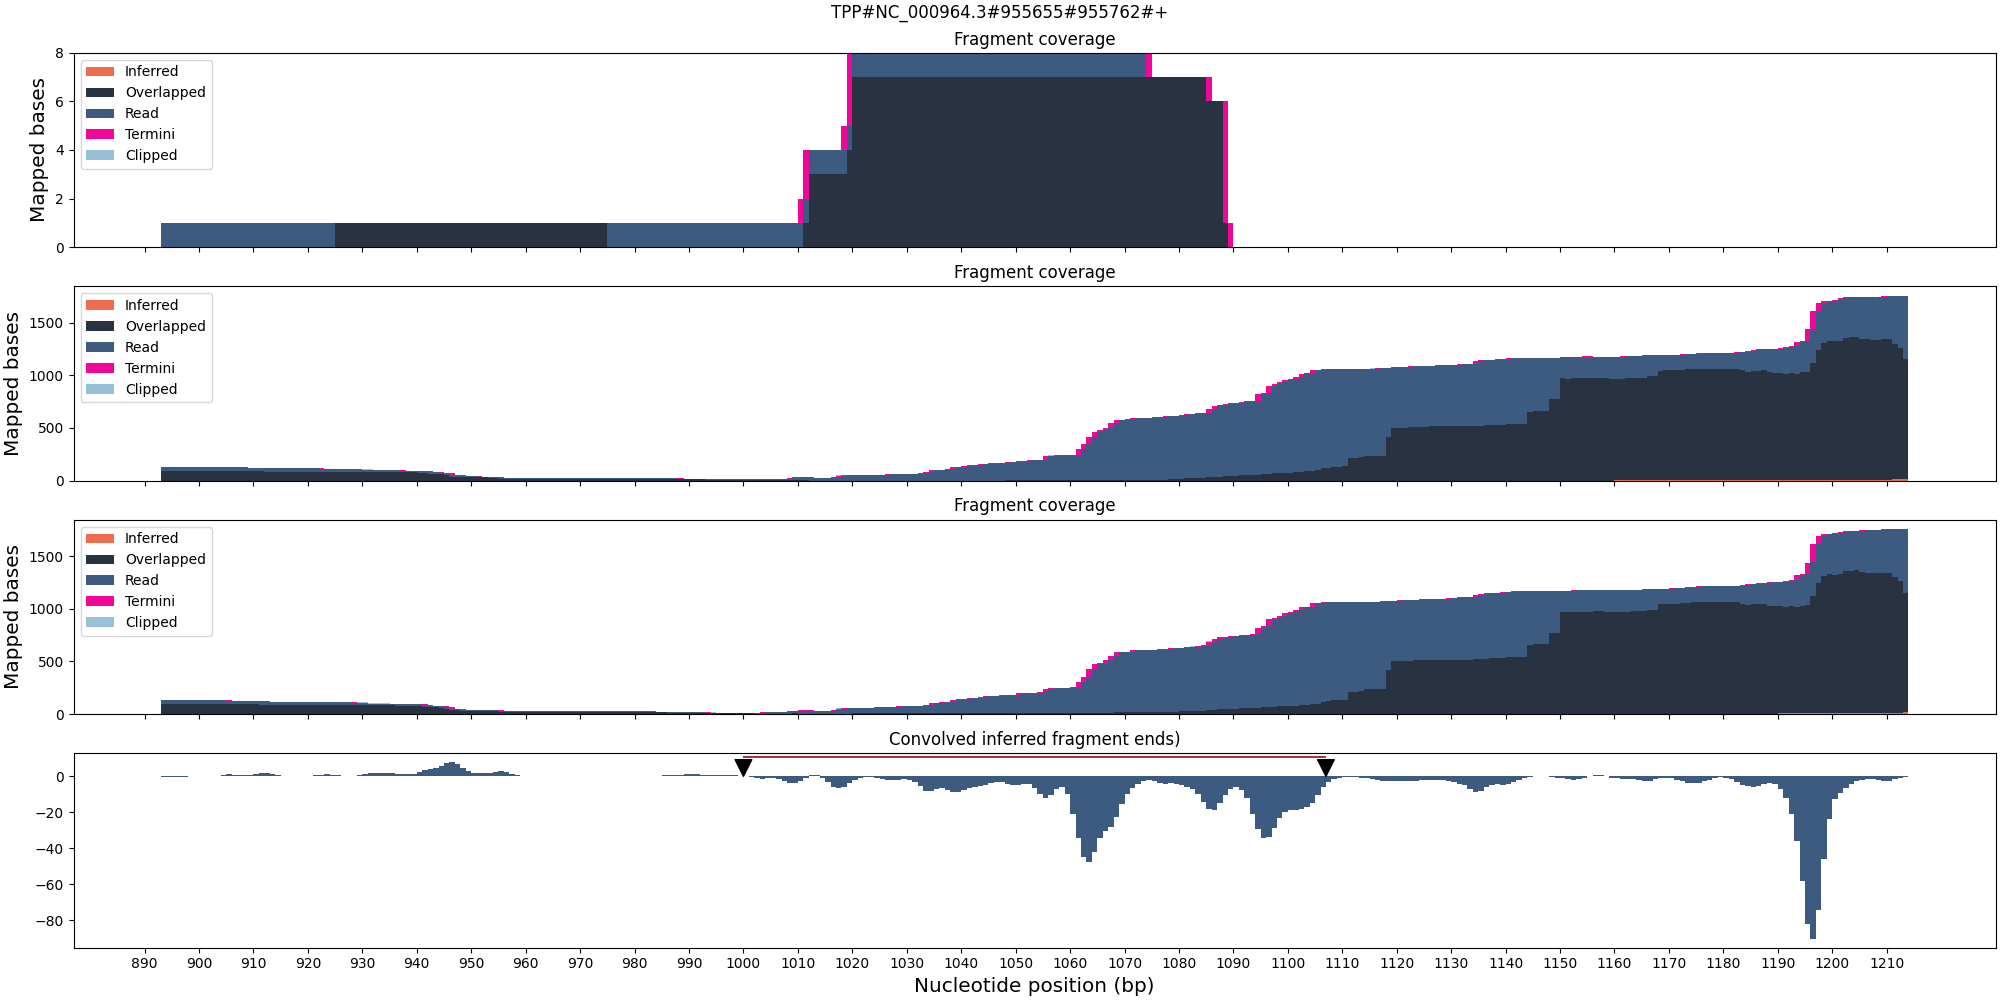 TPP#NC_000964.3#955655#955762#+
Fragment coverage
Mapped bases
8
6
4
2
0
Inferred
Overlapped
Read
Termini
Clipped
Fragment coverage
Mapped bases
1500
1000
500
0
Inferred
Overlapped
Read
Termini
Clipped
Fragment coverage
Mapped bases
1500
1000
500
0
Inferred
Overlapped
Read
Termini
Clipped
Convolved inferred fragment ends)
0
−20
−40
−60
−80
890 900 910 920 930 940 950 960 970 980 990 1000 1010 1020 1030 1040 1050 1060 1070 1080 1090 1100 1110 1120 1130 1140 1150 1160 1170 1180 1190 1200 1210
Nucleotide position (bp)